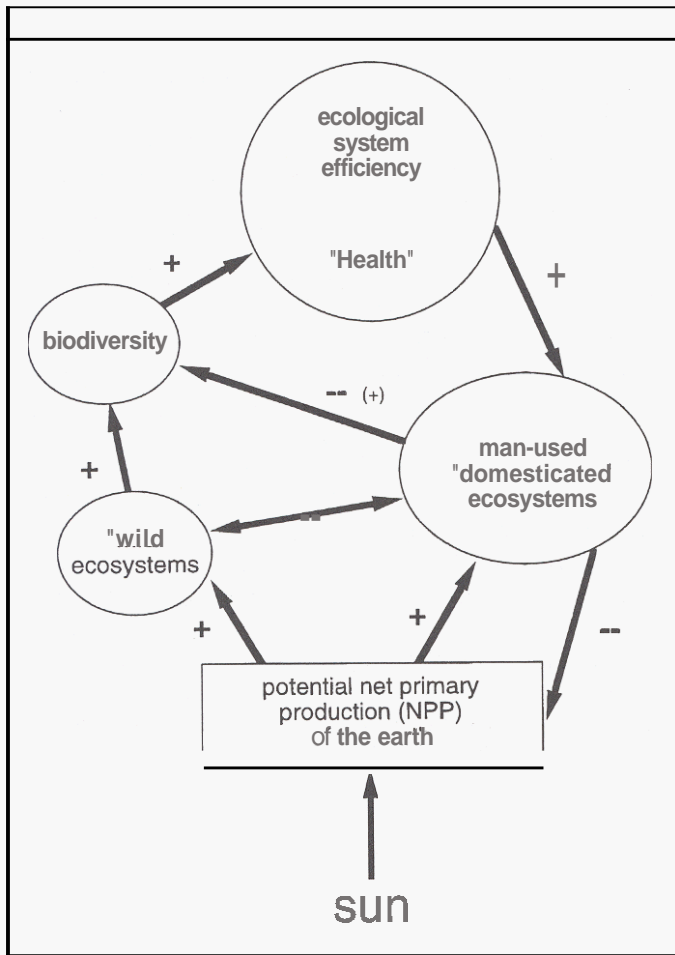 ecological
system
efficiency
"Health"
+
+
biodiversity
-- (+)
man-used
"domesticated
ecosystems
+
--
"wild
ecosystems
+
+
--
potential net primary
production (NPP)
of the earth
sun